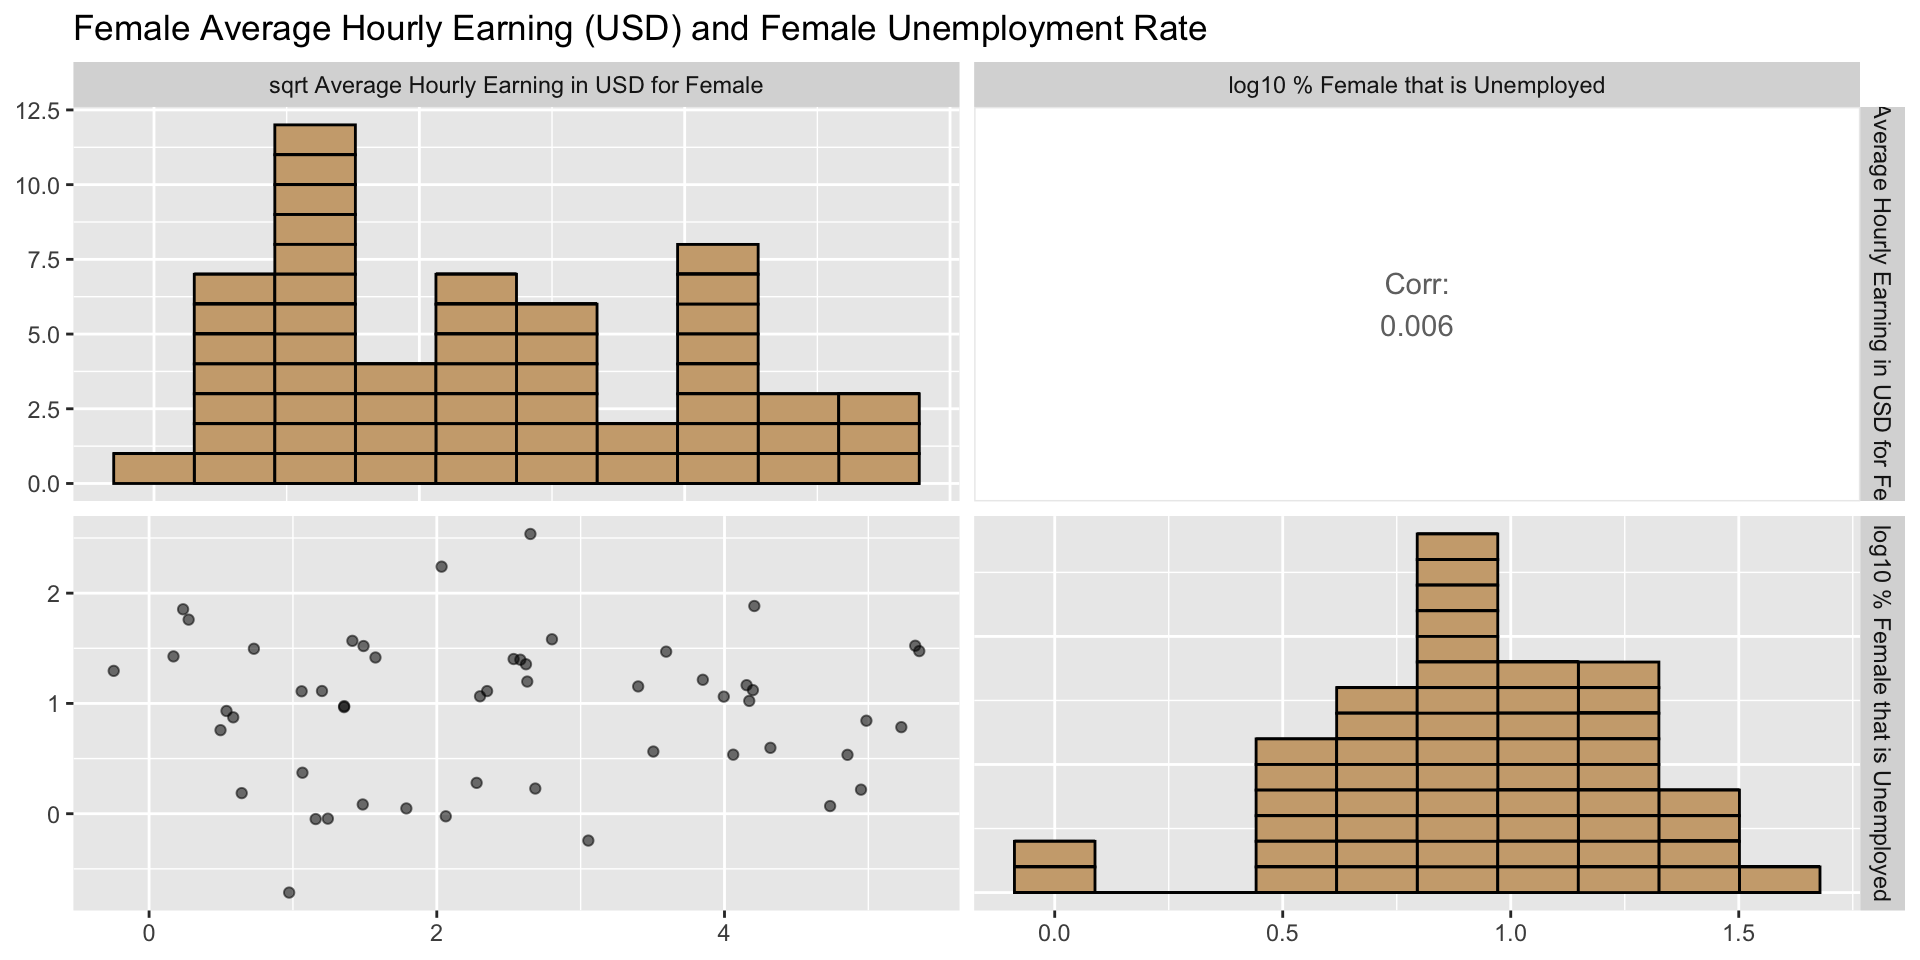 Female Average Hourly Earning (USD) and Female Unemployment Rate
sqrt Average Hourly Earning in USD for Female
log10 % Female that is Unemployed
12.5
10.0
7.5
5.0
2.5
0.0
Corr:
0.006
Average Hourly Earning in USD for Fe
2
1
0
log10 % Female that is Unemployed
0
2
4
0.0
0.5
1.0
1.5